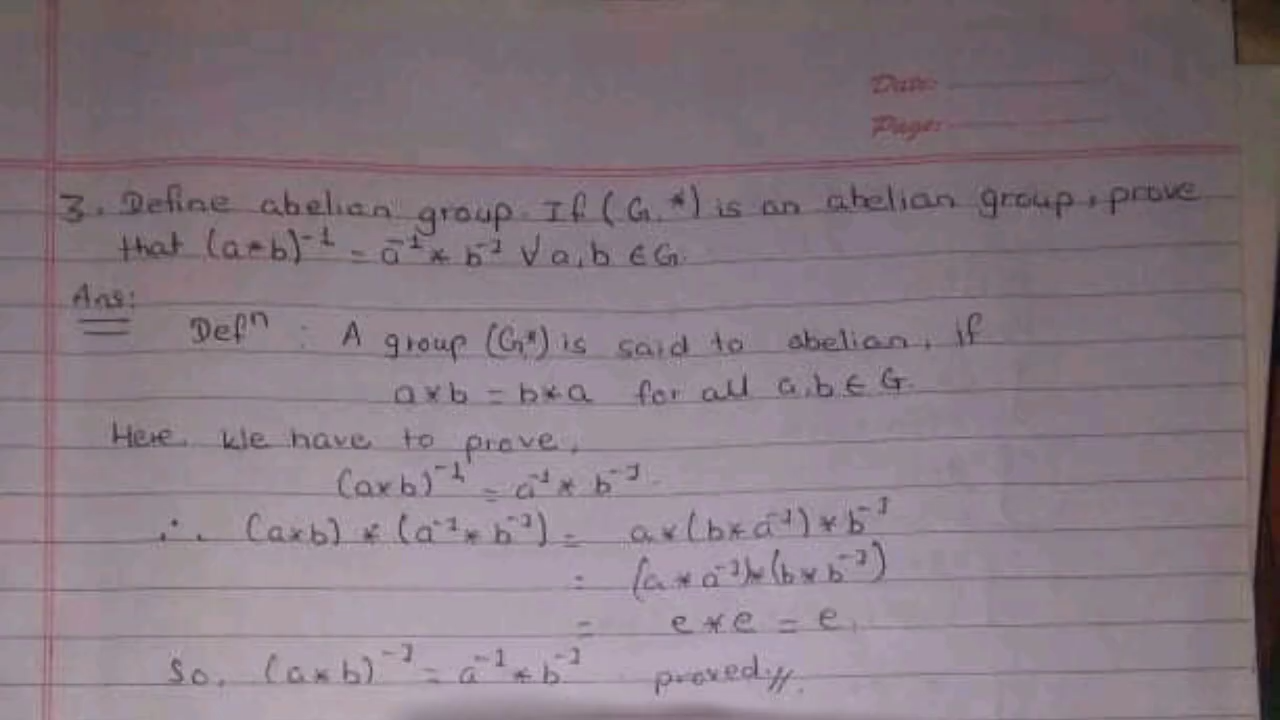 Date:
Page:
3. Define abelian group. If (G, *) is an abelian group, prove
that (a*b)⁻¹ = a⁻¹ * b⁻¹ ∀ a,b ∈ G.
Ans:
Defⁿ : A group (G,*) is said to abelian, if
a*b = b*a for all a,b ∈ G.
Here, We have to prove,
(a*b)⁻¹ = a⁻¹ * b⁻¹.
∴ (a*b) * (a⁻¹ * b⁻¹) = a*(b*a⁻¹)*b⁻¹
= (a*a⁻¹)*(b*b⁻¹)
= e*e = e.
So, (a*b)⁻¹ = a⁻¹ * b⁻¹ proved.//.